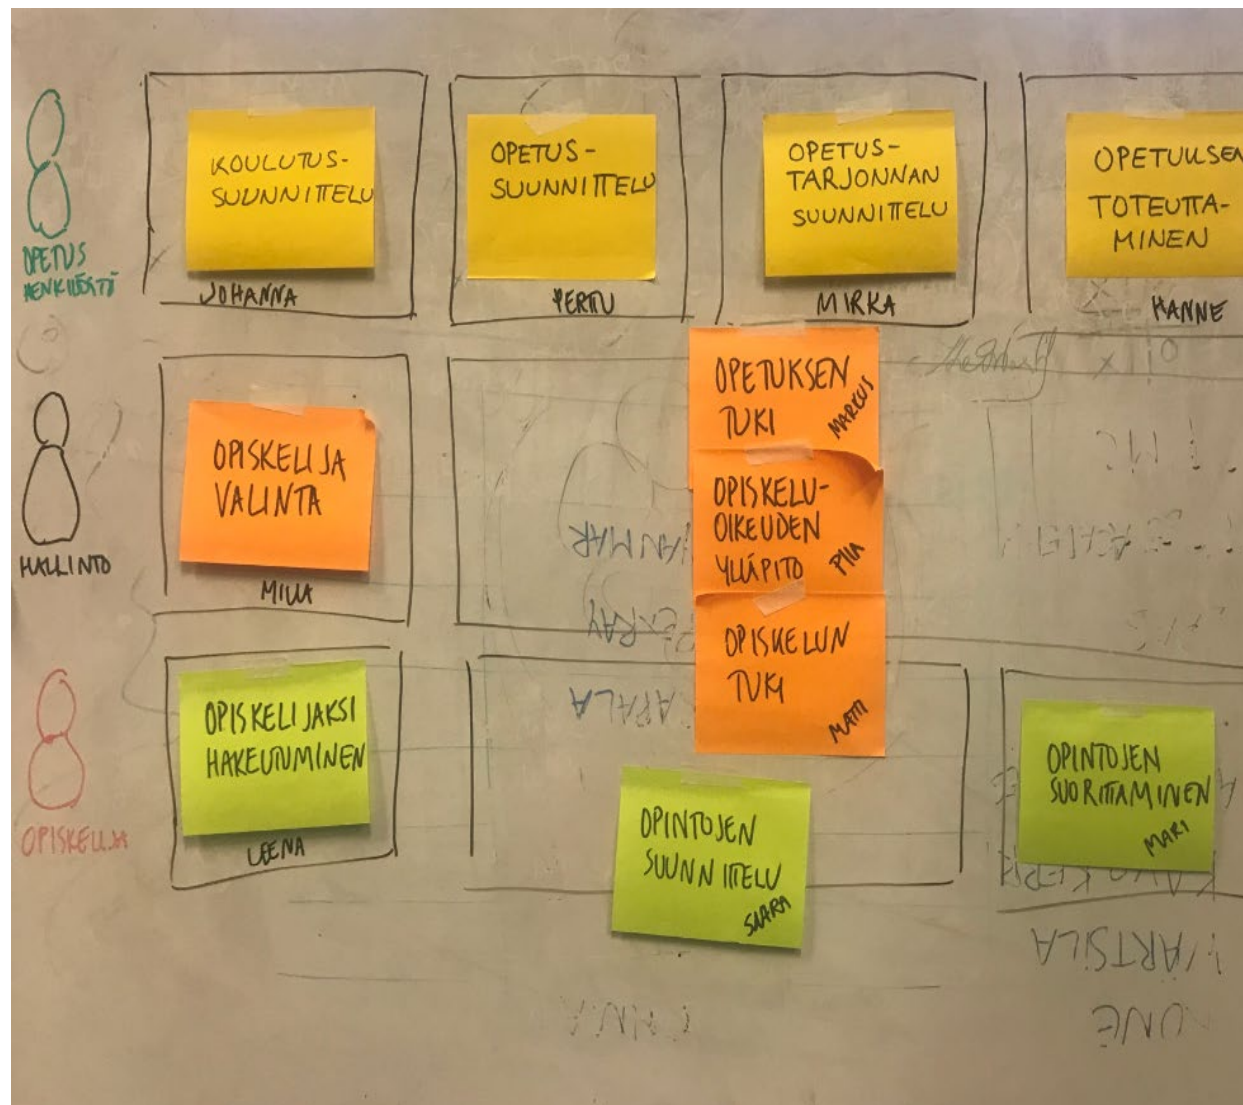 OPETUS
HENKILÖSTÖ
KOULUTUS-
SUUNNITTELU
JOHANNA
OPETUS-
SUUNNITTELU
PERTTU
OPETUS-
TARJONNAN
SUUNNITTELU
MIRKA
OPETUKSEN
TOTEUTTA-
MINEN
HANNE
HALLINTO
OPISKELIJA
VALINTA
MILLA
OPETUKSEN
TUKI
MARKUS
OPISKELU-
OIKEUDEN
YLLÄPITO
PIIA
OPISKELUN
TUKI
MATTI
OPISKELIJA
OPISKELIJAKSI
HAKEUTUMINEN
LEENA
OPINTOJEN
SUUNNITTELU
SAARA
OPINTOJEN
SUORITTAMINEN
MARI
WÄRTSILÄ